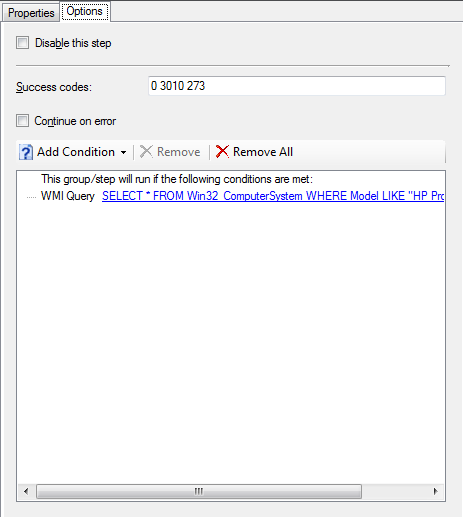 Properties Options
Disable this step
Success codes: 0 3010 273
Continue on error
Add Condition Remove Remove All
This group/step will run if the following conditions are met:
WMI Query SELECT * FROM Win32_ComputerSystem WHERE Model LIKE "HP Pro